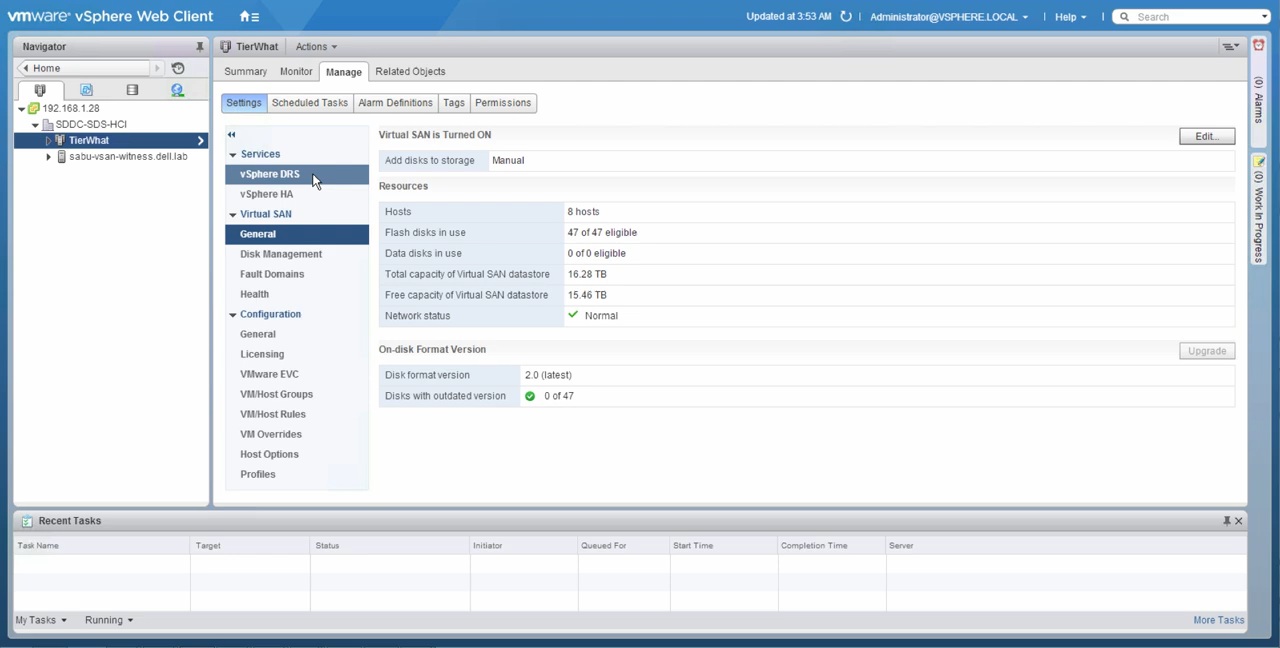 vmware® vSphere Web Client
Updated at 3:53 AM
Administrator@VSPHERE.LOCAL
Help
Search
Navigator
Home
192.168.1.28
SDDC-SDS-HCI
TierWhat
sabu-vsan-witness.dell.lab
TierWhat
Actions
Summary
Monitor
Manage
Related Objects
Settings
Scheduled Tasks
Alarm Definitions
Tags
Permissions
Services
vSphere DRS
vSphere HA
Virtual SAN
General
Disk Management
Fault Domains
Health
Configuration
General
Licensing
VMware EVC
VM/Host Groups
VM/Host Rules
VM Overrides
Host Options
Profiles
Virtual SAN is Turned ON
Edit...
Add disks to storage Manual
Resources
Hosts 8 hosts
Flash disks in use 47 of 47 eligible
Data disks in use 0 of 0 eligible
Total capacity of Virtual SAN datastore 16.28 TB
Free capacity of Virtual SAN datastore 15.46 TB
Network status Normal
On-disk Format Version
Upgrade
Disk format version 2.0 (latest)
Disks with outdated version 0 of 47
(0) Alarms
(0) Work In Progress
Recent Tasks
Task Name Target Status Initiator Queued For Start Time Completion Time Server
My Tasks
Running
More Tasks